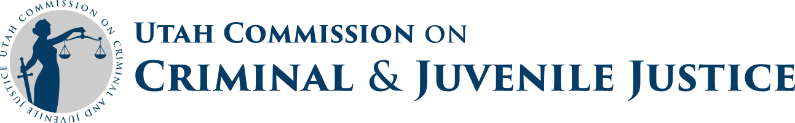 UTAH COMMISSION ON CRIMINAL AND JUVENILE JUSTICE
UTAH COMMISSION ON
CRIMINAL & JUVENILE JUSTICE